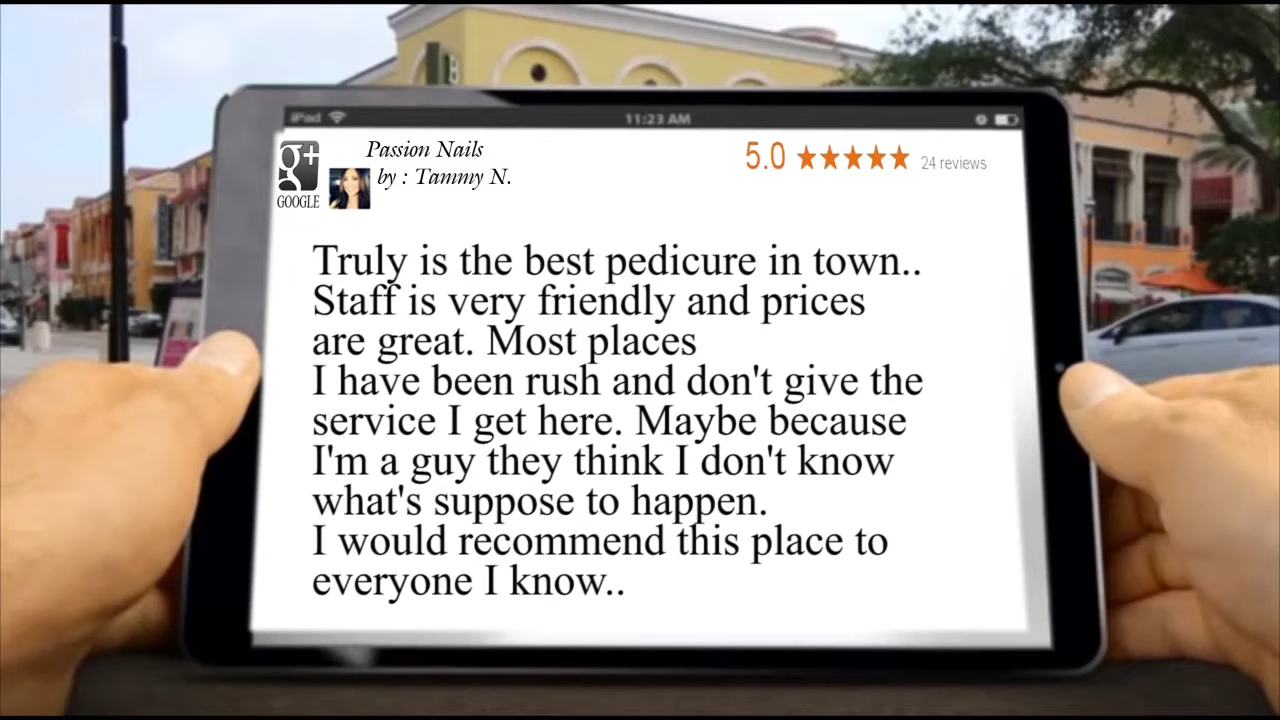 iPad
11:23 AM
g+
GOOGLE
Passion Nails
by : Tammy N.
5.0 ★★★★★ 24 reviews
Truly is the best pedicure in town..
Staff is very friendly and prices
are great. Most places
I have been rush and don't give the
service I get here. Maybe because
I'm a guy they think I don't know
what's suppose to happen.
I would recommend this place to
everyone I know..